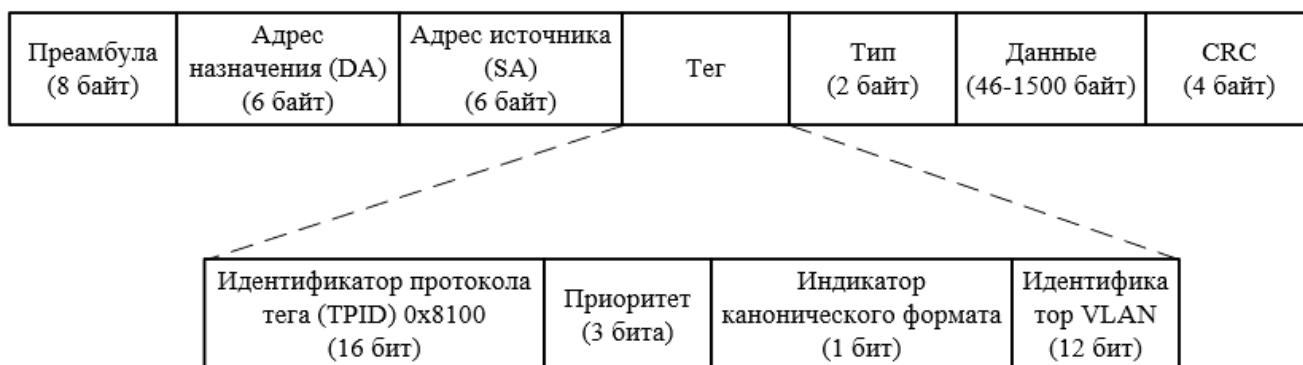 Преамбула
(8 байт)
Адрес
назначения (DA)
(6 байт)
Адрес источника
(SA)
(6 байт)
Тег
Тип
(2 байт)
Данные
(46-1500 байт)
CRC
(4 байт)
Идентификатор протокола
тега (TPID) 0x8100
(16 бит)
Приоритет
(3 бита)
Индикатор
канонического формата
(1 бит)
Идентифика
тор VLAN
(12 бит)